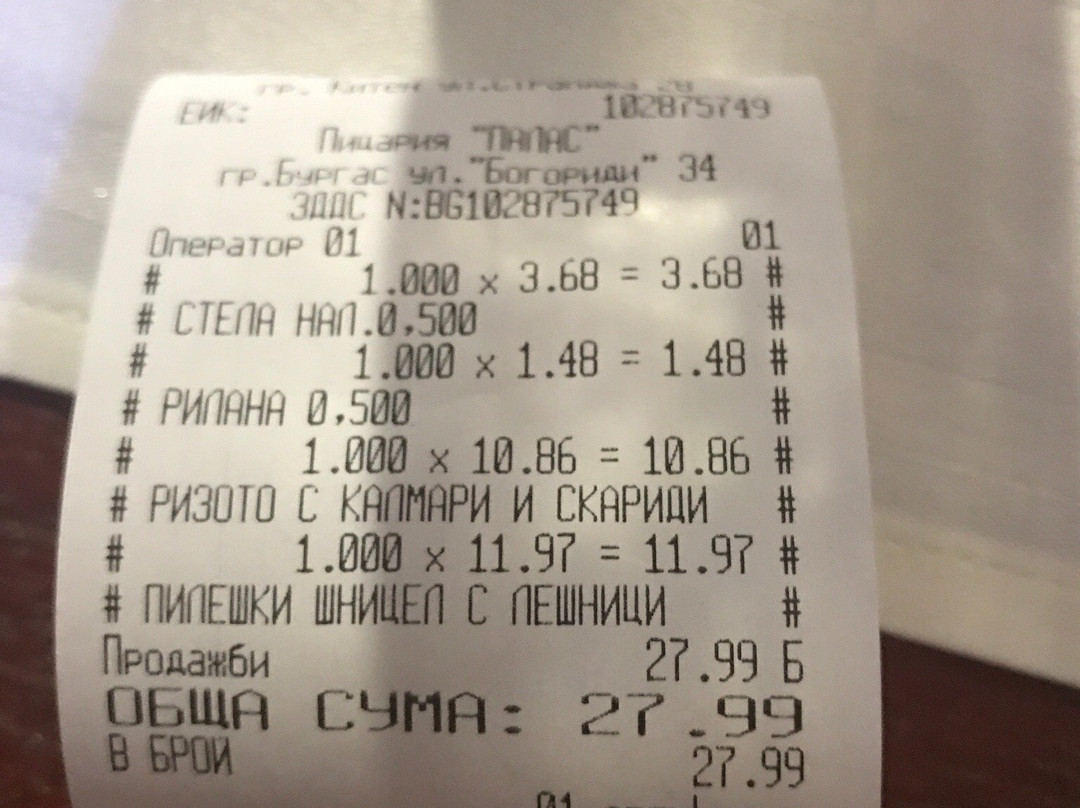 гр. Китен
ЕИК: 102875749
Пицария "ПАЛАС"
гр.Бургас ул."Богориди" 34
ЗДДС N:BG102875749
Оператор 01 01
# 1.000 x 3.68 = 3.68 #
# СТЕЛА НАЛ.0,500 #
# 1.000 x 1.48 = 1.48 #
# РИЛАНА 0,500 #
# 1.000 x 10.86 = 10.86 #
# РИЗОТО С КАЛМАРИ И СКАРИДИ #
# 1.000 x 11.97 = 11.97 #
# ПИЛЕШКИ ШНИЦЕЛ С ЛЕШНИЦИ #
Продажби 27.99 Б
ОБЩА СУМА: 27.99
В БРОЙ 27.99